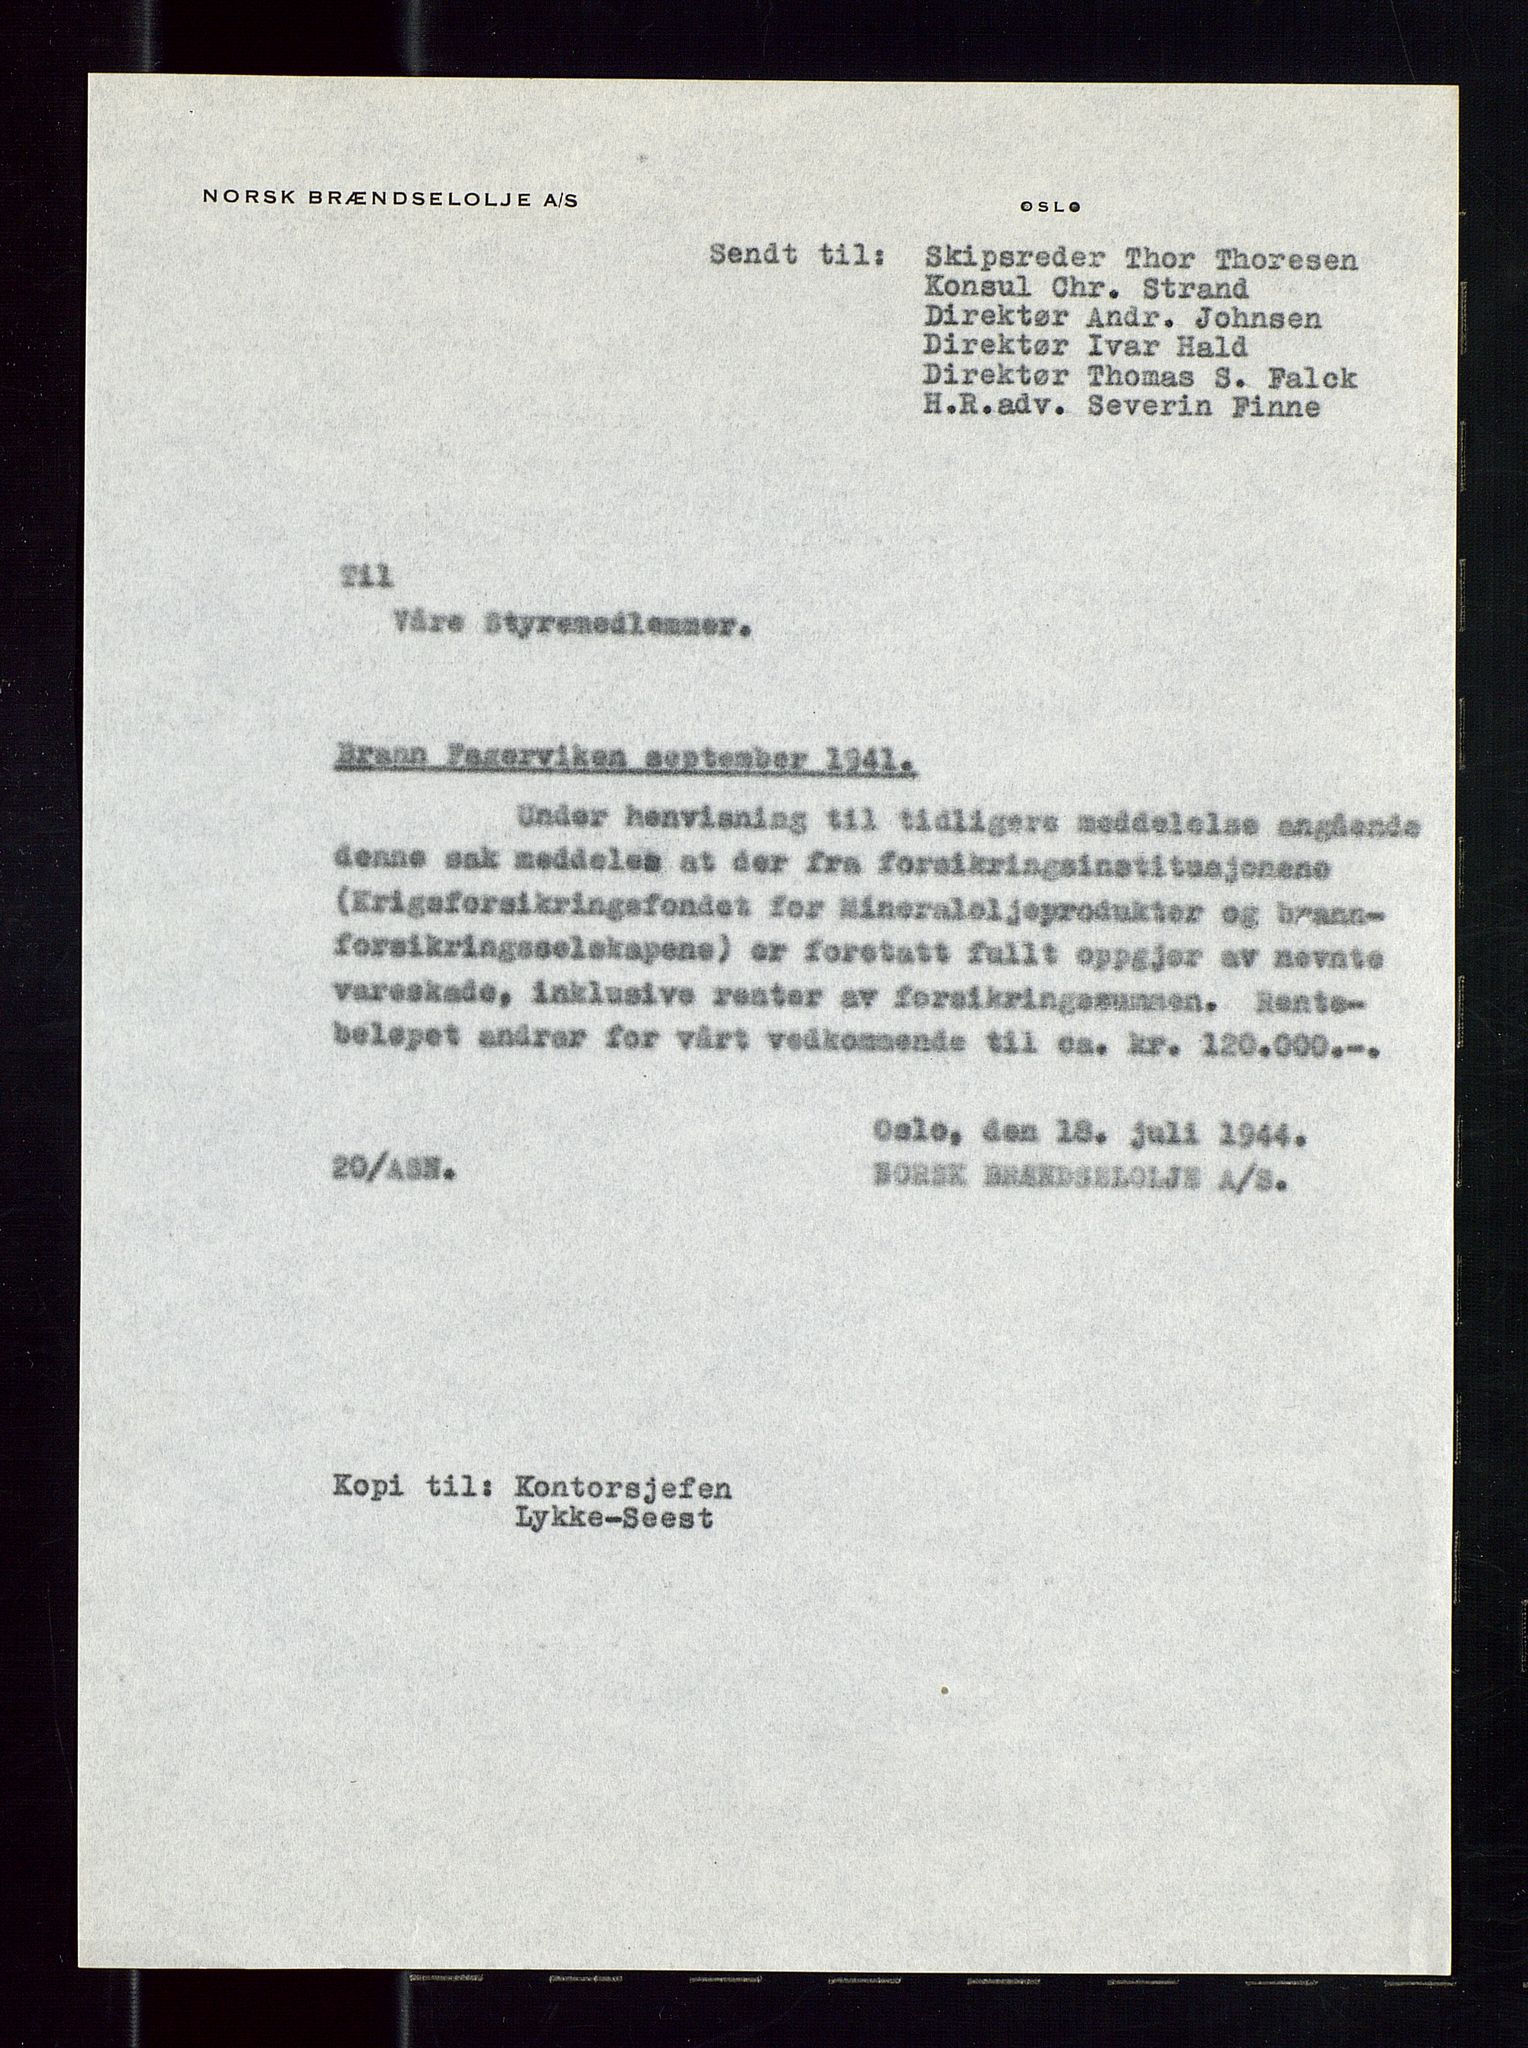 NORSK BRÆNDSELOLJE A/S
OSLO
Sendt til: Skipsreder Thor Thoresen
Konsul Chr. Strand
Direktør Andr. Johnsen
Direktør Ivar Hald
Direktør Thomas S. Falck
H.R.adv. Severin Finne
Til
Våre Styremedlemmer.
Brann Fagerviken september 1941.
Under henvisning til tidligere meddelelse angående
denne sak meddeles at der fra forsikringsinstitusjonene
(Krigsforsikringsfondet for Mineraloljeprodukter og brann-
forsikringsselskapene) er foretatt fullt oppgjør av nevnte
vareskade, inklusive renter av forsikringssummen. Rente-
beløpet andrar for vårt vedkommende til ca. kr. 120.000.-.
Oslo, den 18. juli 1944.
20/ASN. NORSK BRÆNDSELOLJE A/S.
Kopi til: Kontorsjefen
Lykke-Seest